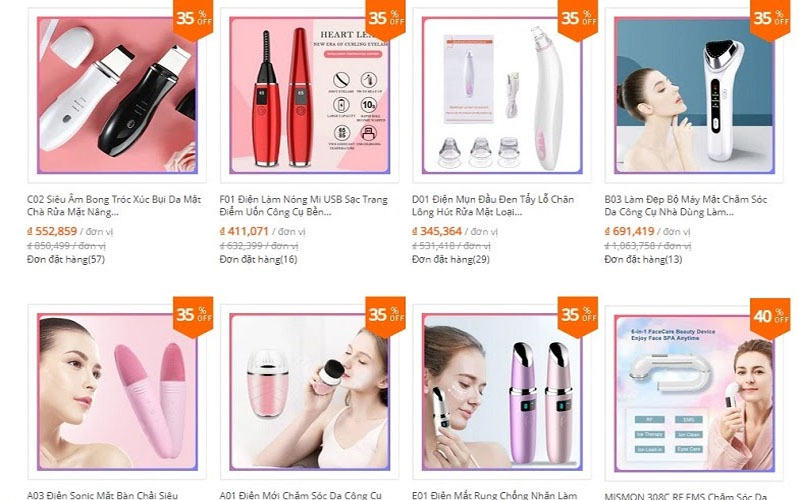 35 % OFF
35 % OFF
35 % OFF
35 % OFF
HEART
NEW ERA OF CURLING EYELASH
LARGE CAPACITY
10s
C02 Siêu Âm Bong Tróc Xúc Bụi Da Mặt
Chà Rửa Mặt Nâng...
₫ 552,859 / đơn vị
₫ 850,499 / đơn vị
Đơn đặt hàng(57)
F01 Điện Làm Nóng Mi USB Sạc Trang
Điểm Uốn Công Cụ Bền...
₫ 411,071 / đơn vị
₫ 632,399 / đơn vị
Đơn đặt hàng(16)
D01 Điện Mụn Đầu Đen Tẩy Lỗ Chân
Lông Hút Rửa Mặt Loại...
₫ 345,364 / đơn vị
₫ 531,418 / đơn vị
Đơn đặt hàng(29)
B03 Làm Đẹp Bộ Máy Mát Chăm Sóc
Da Công Cụ Nhà Dùng Làm...
₫ 691,419 / đơn vị
₫ 1,063,758 / đơn vị
Đơn đặt hàng(13)
35 % OFF
35 % OFF
35 % OFF
40 % OFF
6-in-1 FaceCare Beauty Device
Enjoy Face SPA Anytime
RF
EMS
Ice Therapy
Ion Clean
Ion Lead-in
Eyes Care
A03 Điện Sonic Mặt Bàn Chải Siêu
A01 Điện Mới Chăm Sóc Da Công Cụ
E01 Điện Mắt Rung Chống Nhăn Làm
MISMON 308C RF EMS Chăm Sóc Da